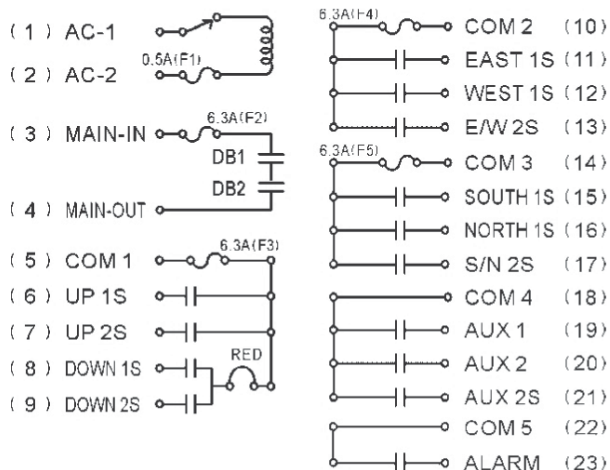 ( 1 ) AC-1
0.5A(F1)
( 2 ) AC-2
6.3A(F2)
( 3 ) MAIN-IN
DB1
DB2
( 4 ) MAIN-OUT
6.3A(F3)
( 5 ) COM 1
( 6 ) UP 1S
( 7 ) UP 2S
RED
( 8 ) DOWN 1S
( 9 ) DOWN 2S
6.3A(F4)
COM 2 (10)
EAST 1S (11)
WEST 1S (12)
E/W 2S (13)
6.3A(F5)
COM 3 (14)
SOUTH 1S (15)
NORTH 1S (16)
S/N 2S (17)
COM 4 (18)
AUX 1 (19)
AUX 2 (20)
AUX 2S (21)
COM 5 (22)
ALARM (23)